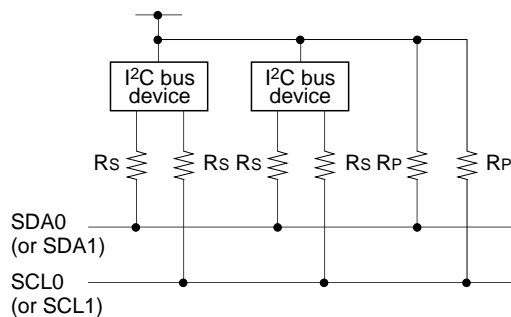 I²C bus
device
I²C bus
device
RS RS RS RS RP RP
SDA0
(or SDA1)
SCL0
(or SCL1)